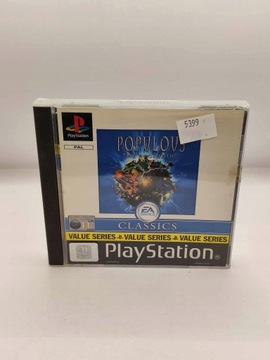 5399
PlayStation
PAL
POPULOUS
EA
CLASSICS
VALUE SERIES VALUE SERIES VALUE SERIES
PlayStation